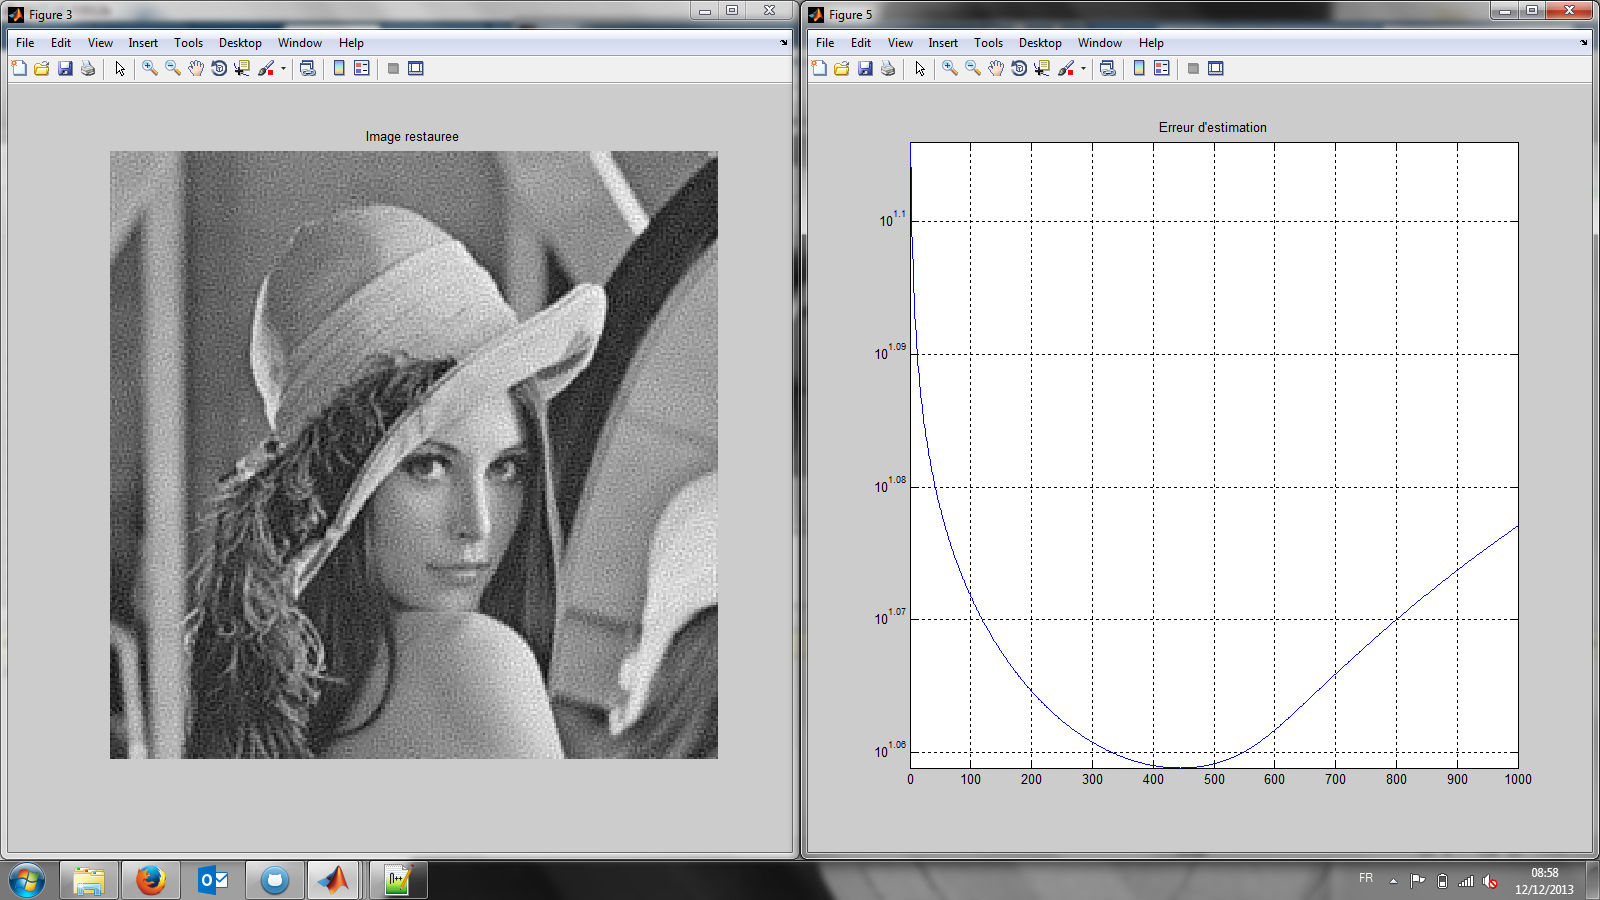 Figure 3
File Edit View Insert Tools Desktop Window Help
Image restauree
Figure 5
File Edit View Insert Tools Desktop Window Help
Erreur d'estimation
10^1.1
10^1.09
10^1.08
10^1.07
10^1.06
0 100 200 300 400 500 600 700 800 900 1000
FR
08:58
12/12/2013